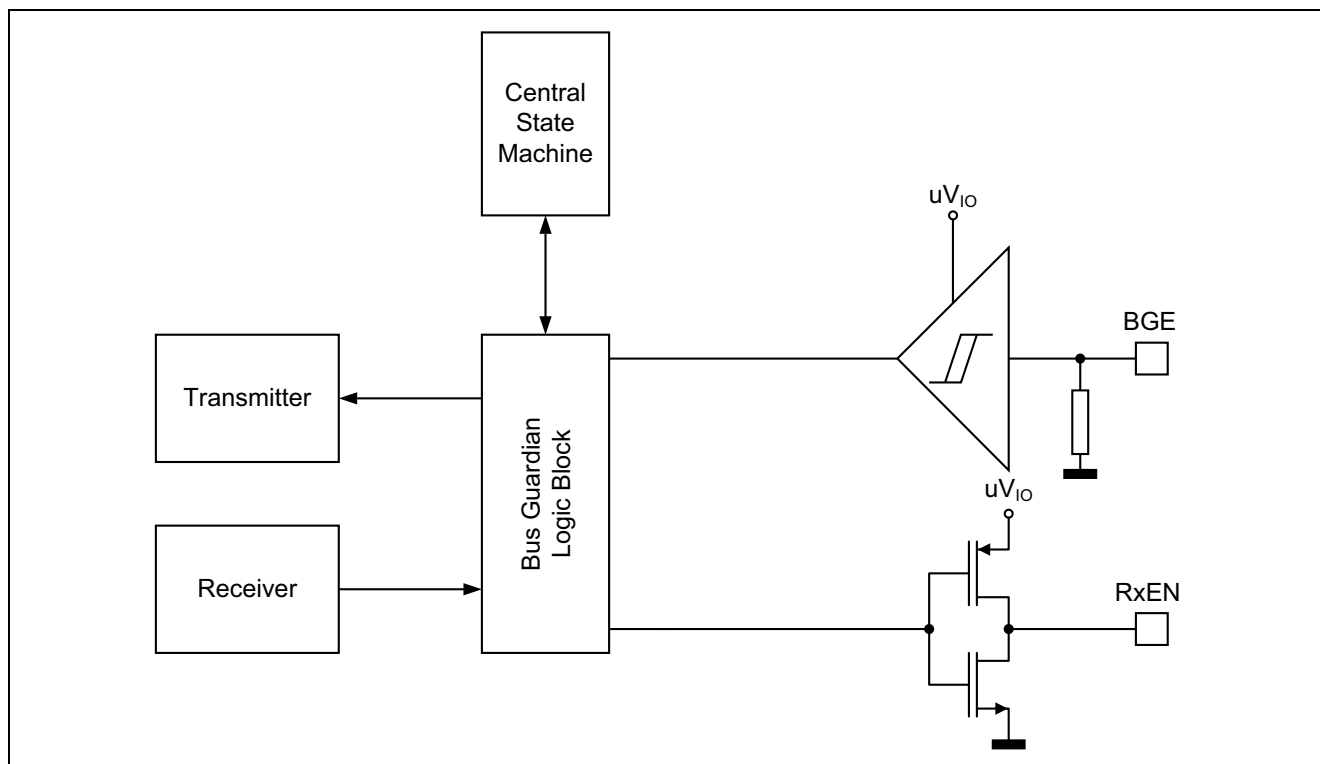 Central
State
Machine
uV_IO
BGE
Transmitter
Bus Guardian
Logic Block
uV_IO
Receiver
RxEN